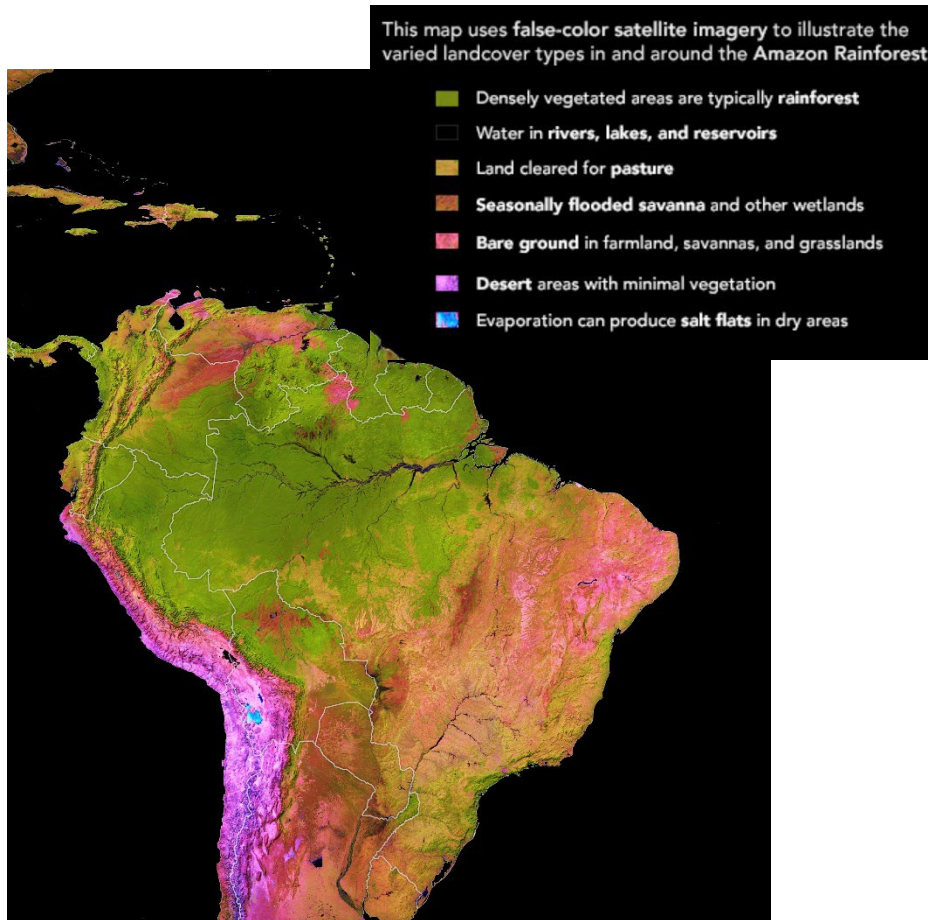 This map uses false-color satellite imagery to illustrate the
varied landcover types in and around the Amazon Rainforest
Densely vegetated areas are typically rainforest
Water in rivers, lakes, and reservoirs
Land cleared for pasture
Seasonally flooded savanna and other wetlands
Bare ground in farmland, savannas, and grasslands
Desert areas with minimal vegetation
Evaporation can produce salt flats in dry areas